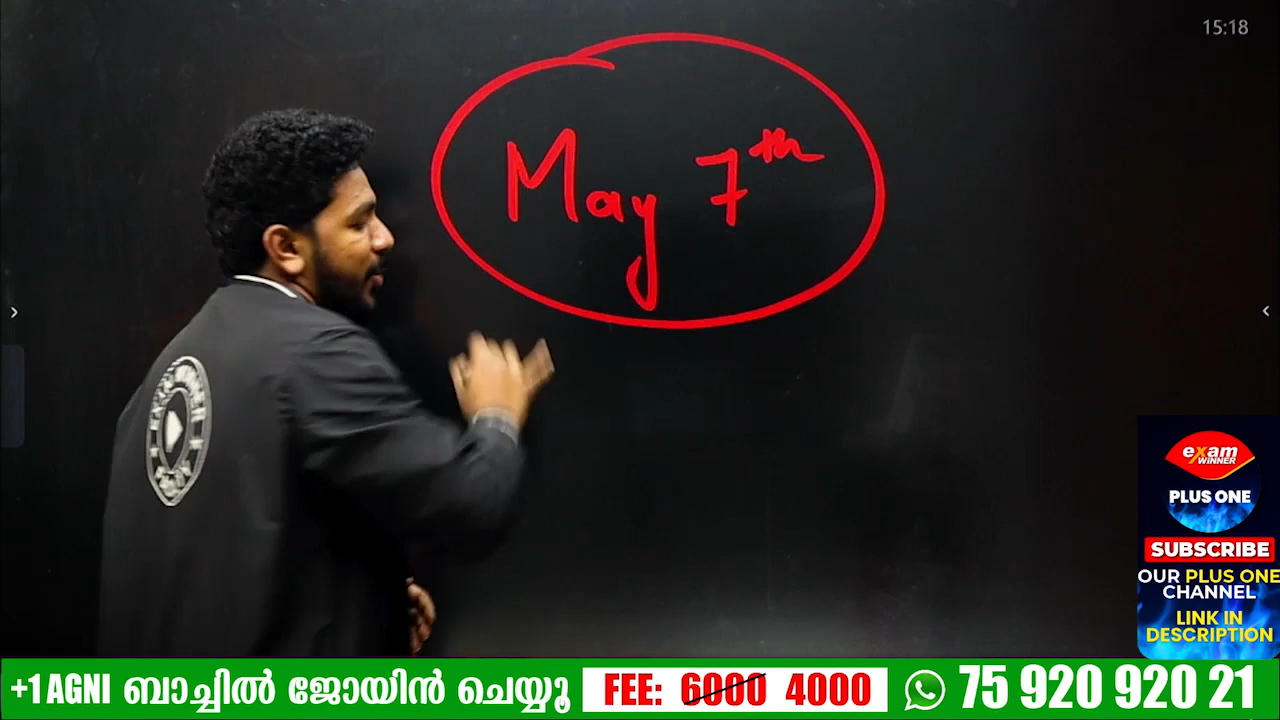 15:18
May 7th
exam
WINNER
PLUS ONE
SUBSCRIBE
OUR PLUS ONE
CHANNEL
LINK IN
DESCRIPTION
+1 AGNI ബാച്ചിൽ ജോയിൻ ചെയ്യൂ FEE: 6000 4000 75 920 920 21